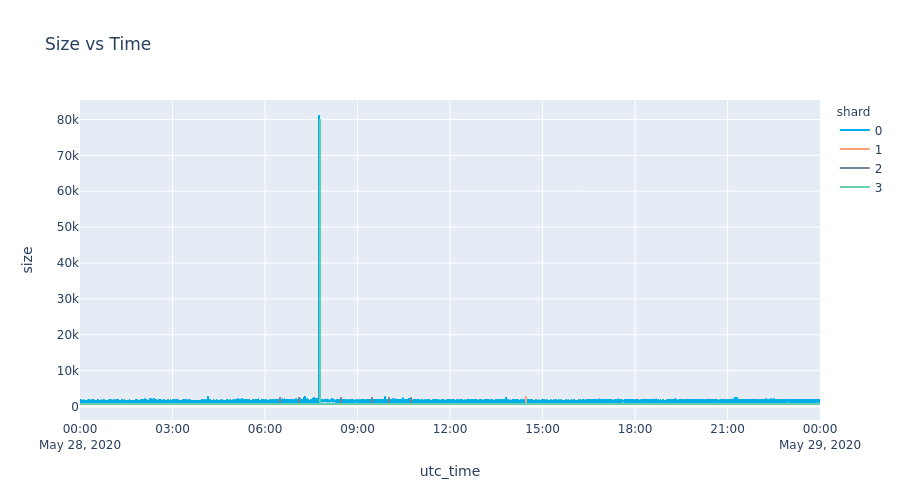 Size vs Time
shard
0
1
2
3
size
80k
70k
60k
50k
40k
30k
20k
10k
0
00:00 03:00 06:00 09:00 12:00 15:00 18:00 21:00 00:00
May 28, 2020 May 29, 2020
utc_time